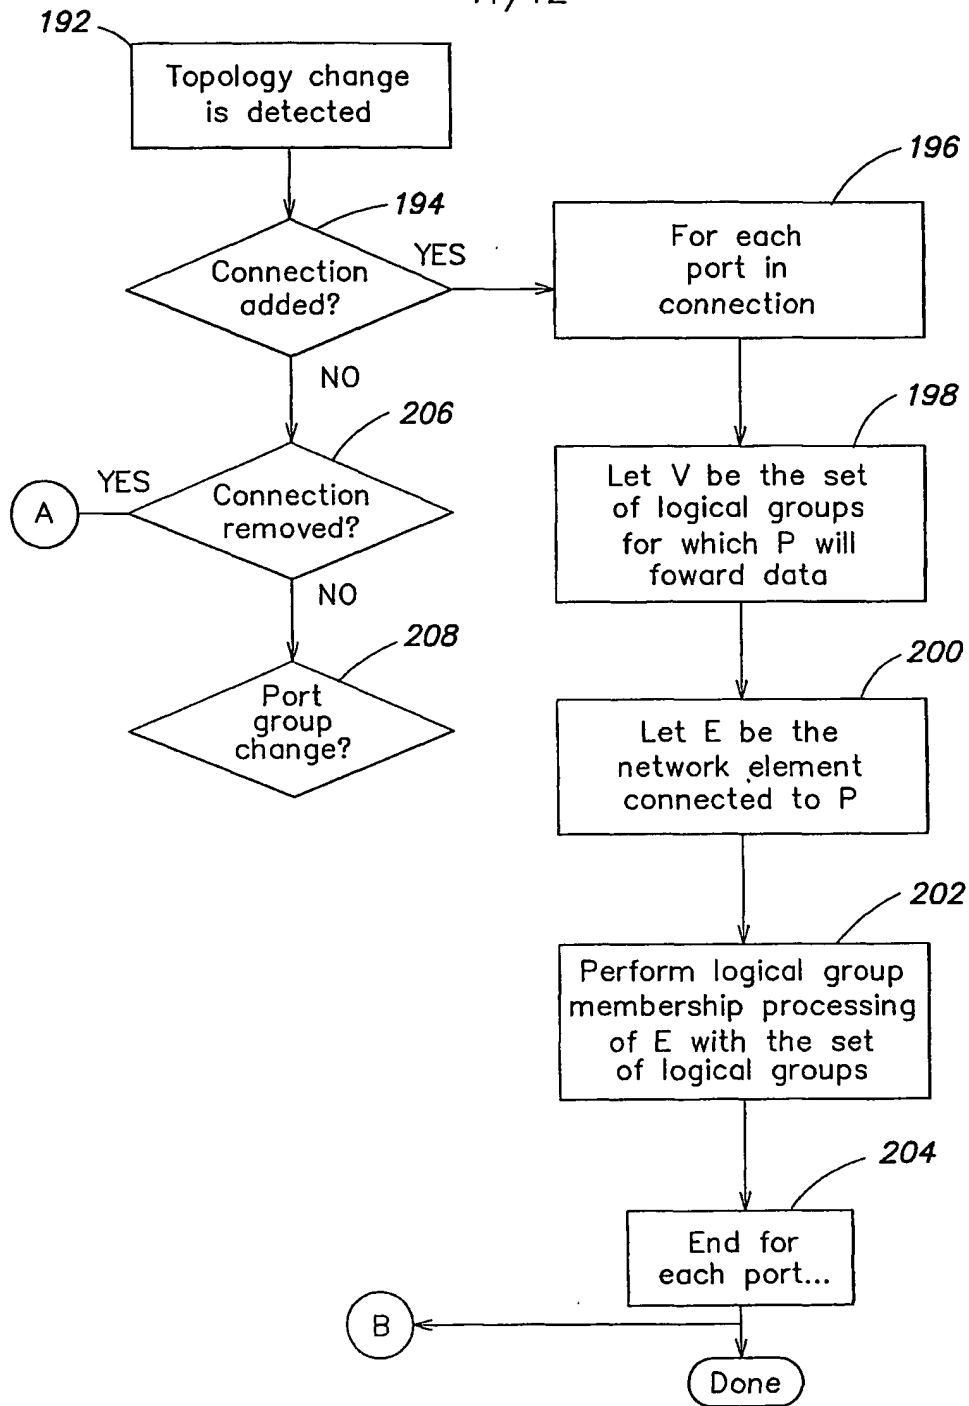 192
Topology change
is detected
194
Connection
added?
YES
196
For each
port in
connection
NO
198
Let V be the set
of logical groups
for which P will
foward data
206
YES
A
Connection
removed?
NO
200
Let E be the
network element
connected to P
208
Port
group
change?
202
Perform logical group
membership processing
of E with the set
of logical groups
204
End for
each port...
B
Done